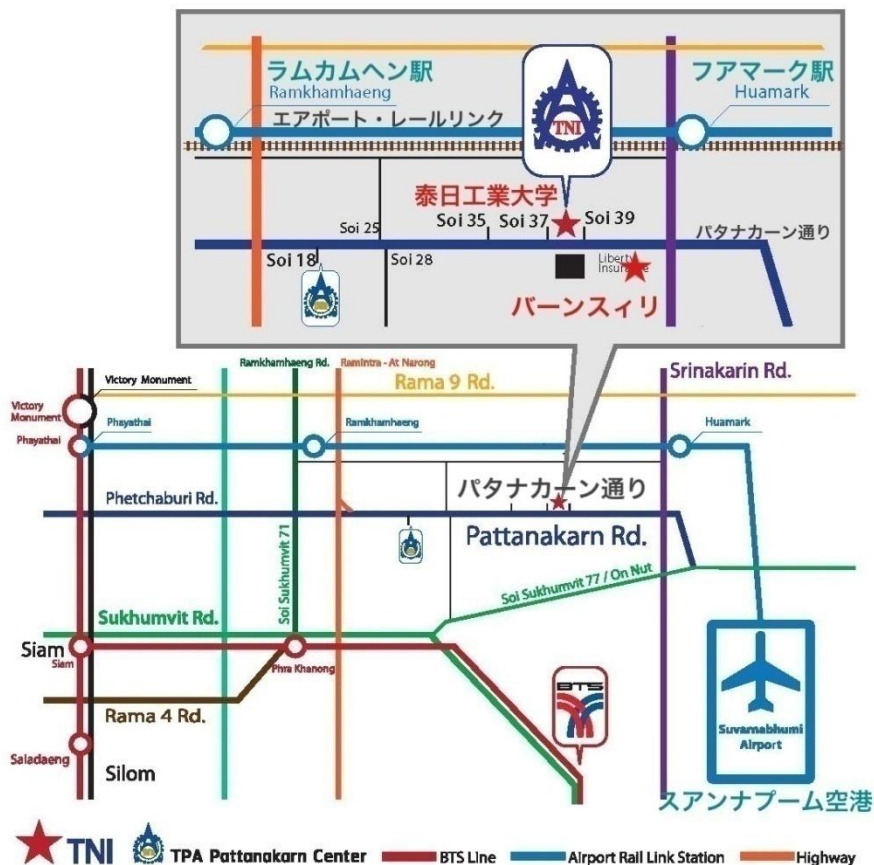 ラムカムヘン駅
Ramkhamhaeng
エアポート・レールリンク
TNI
フアマーク駅
Huamark
泰日工業大学
Soi 25
Soi 35
Soi 37
Soi 39
パタナカーン通り
Soi 18
Soi 28
Liberty
Insurance
バーンスィリ
Ramkhamhaeng Rd.
Ramintra - At Narong
Victory Monument
Rama 9 Rd.
Srinakarin Rd.
Victory
Monument
Phayathai
Phayathai
Ramkhamhaeng
Huamark
パタナカーン通り
Phetchaburi Rd.
Pattanakarn Rd.
Soi Sukhumvit 71
Soi Sukhumvit 77 / On Nut
Sukhumvit Rd.
Siam
Siam
Phra Khanong
BTS
Rama 4 Rd.
Suvarnabhumi
Airport
Saladaeng
Silom
スアンナプーム空港
TNI
TPA Pattanakarn Center
BTS Line
Airport Rail Link Station
Highway